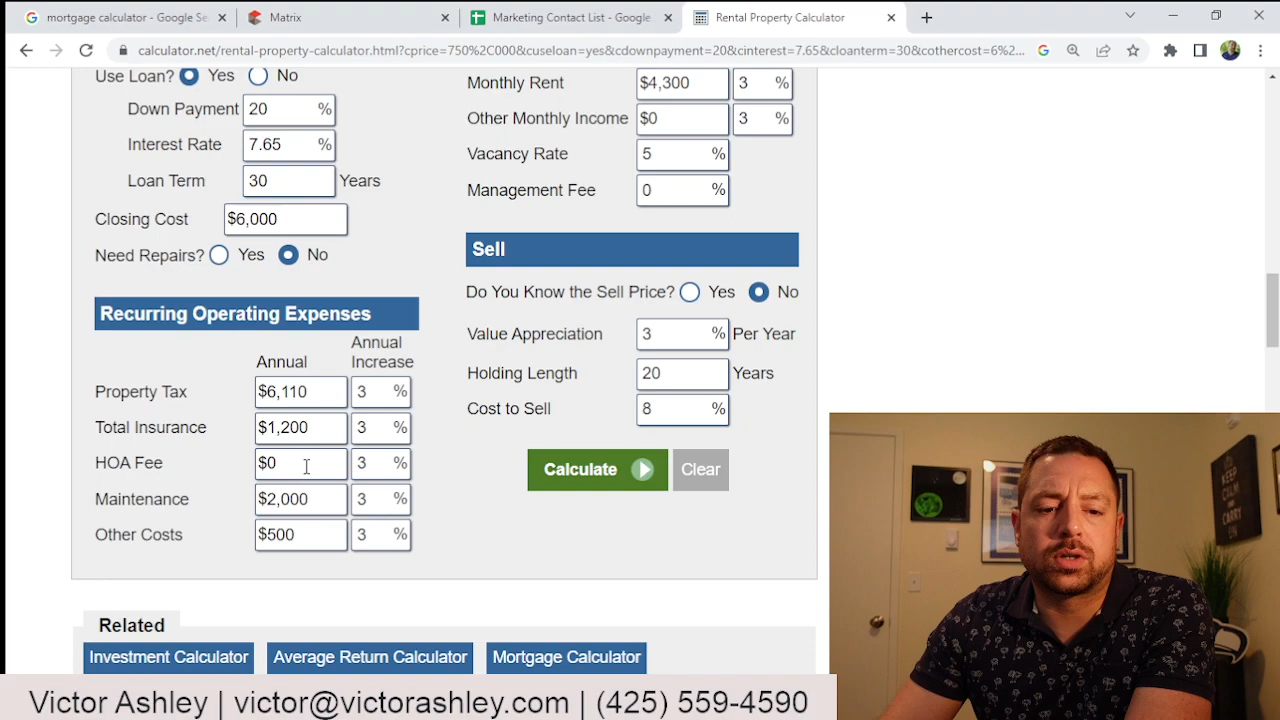 mortgage calculator - Google Se
Matrix
Marketing Contact List - Google
Rental Property Calculator
calculator.net/rental-property-calculator.html?cprice=750%2C000&cuseloan=yes&cdownpayment=20&cinterest=7.65&cloanterm=30&cothercost=6%2...
Use Loan? Yes No
Down Payment 20 %
Interest Rate 7.65 %
Loan Term 30 Years
Closing Cost $6,000
Need Repairs? Yes No
Recurring Operating Expenses
Annual
Annual Increase
Property Tax $6,110 3 %
Total Insurance $1,200 3 %
HOA Fee $0 3 %
Maintenance $2,000 3 %
Other Costs $500 3 %
Monthly Rent $4,300 3 %
Other Monthly Income $0 3 %
Vacancy Rate 5 %
Management Fee 0 %
Sell
Do You Know the Sell Price? Yes No
Value Appreciation 3 % Per Year
Holding Length 20 Years
Cost to Sell 8 %
Calculate Clear
Related
Investment Calculator Average Return Calculator Mortgage Calculator
KEEP
CALM
AND
CARRY
ON
Victor Ashley | victor@victorashley.com | (425) 559-4590